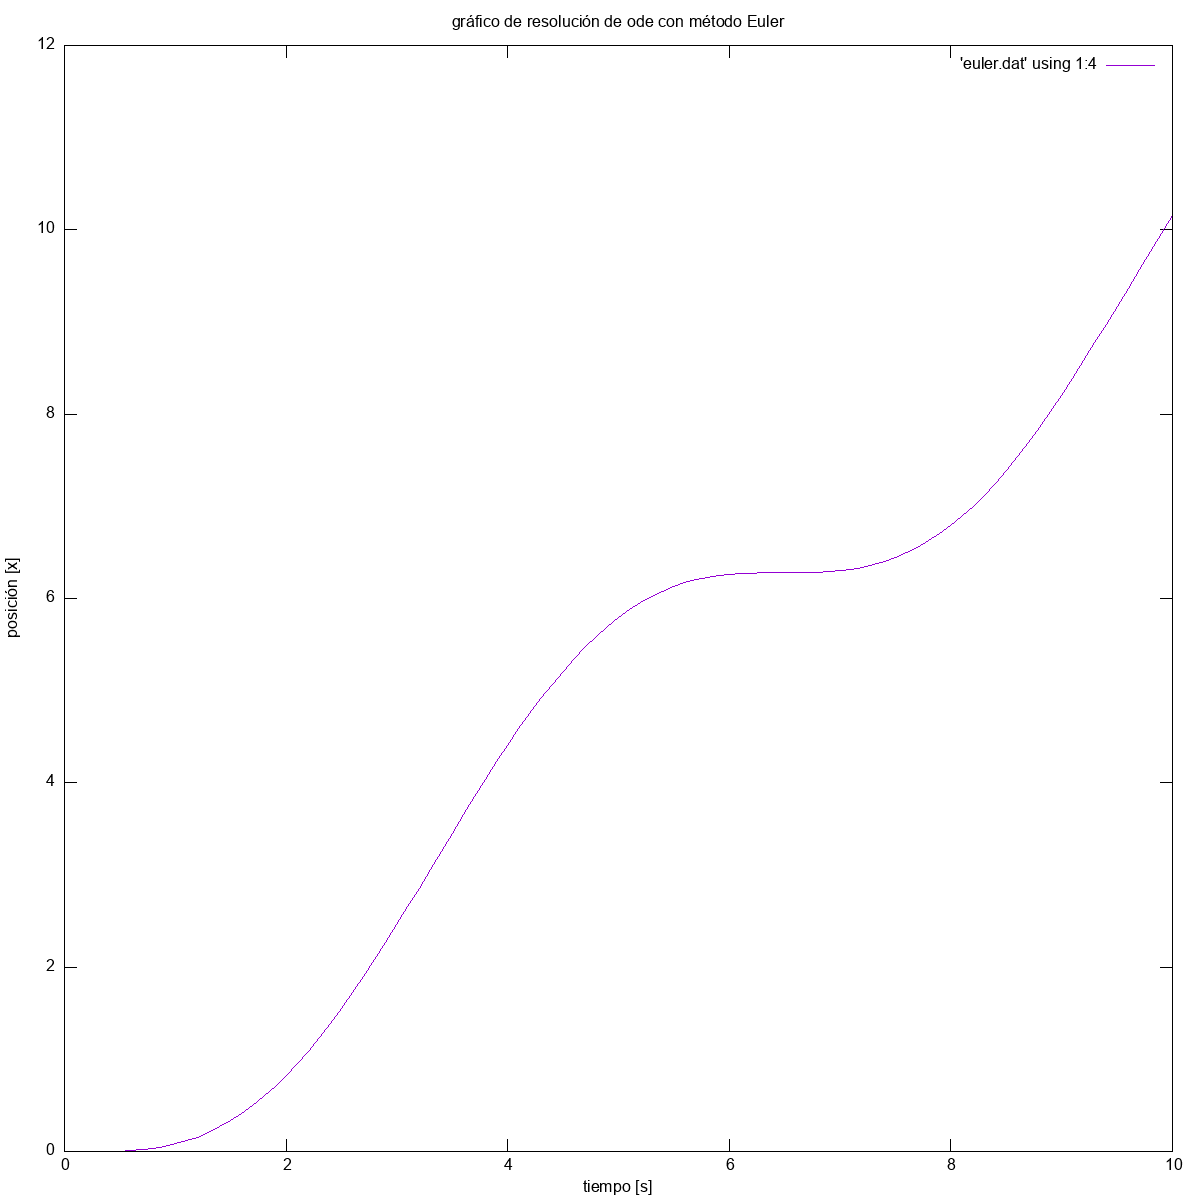 gráfico de resolución de ode con método Euler
'euler.dat' using 1:4
12
10
8
6
4
2
0
posición [x]
0 2 4 6 8 10
tiempo [s]